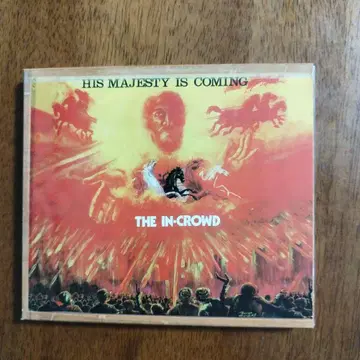 HIS MAJESTY IS COMING
THE IN-CROWD